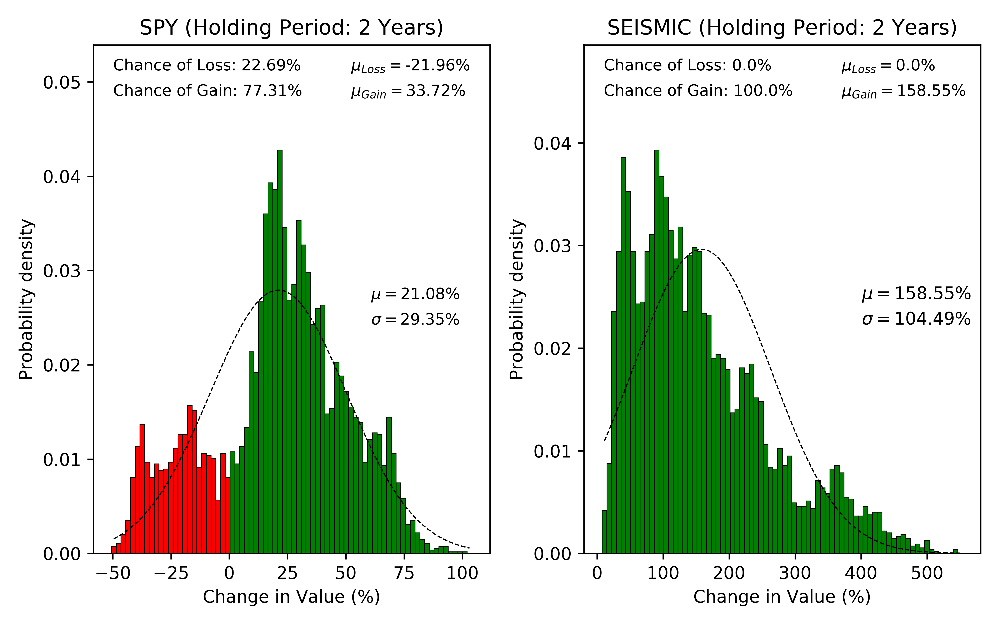 SPY (Holding Period: 2 Years)
Chance of Loss: 22.69%
μLoss = -21.96%
Chance of Gain: 77.31%
μGain = 33.72%
μ = 21.08%
σ = 29.35%
Probability density
0.05
0.04
0.03
0.02
0.01
0.00
−50 −25 0 25 50 75 100
Change in Value (%)
SEISMIC (Holding Period: 2 Years)
Chance of Loss: 0.0%
μLoss = 0.0%
Chance of Gain: 100.0%
μGain = 158.55%
μ = 158.55%
σ = 104.49%
Probability density
0.04
0.03
0.02
0.01
0.00
0 100 200 300 400 500
Change in Value (%)